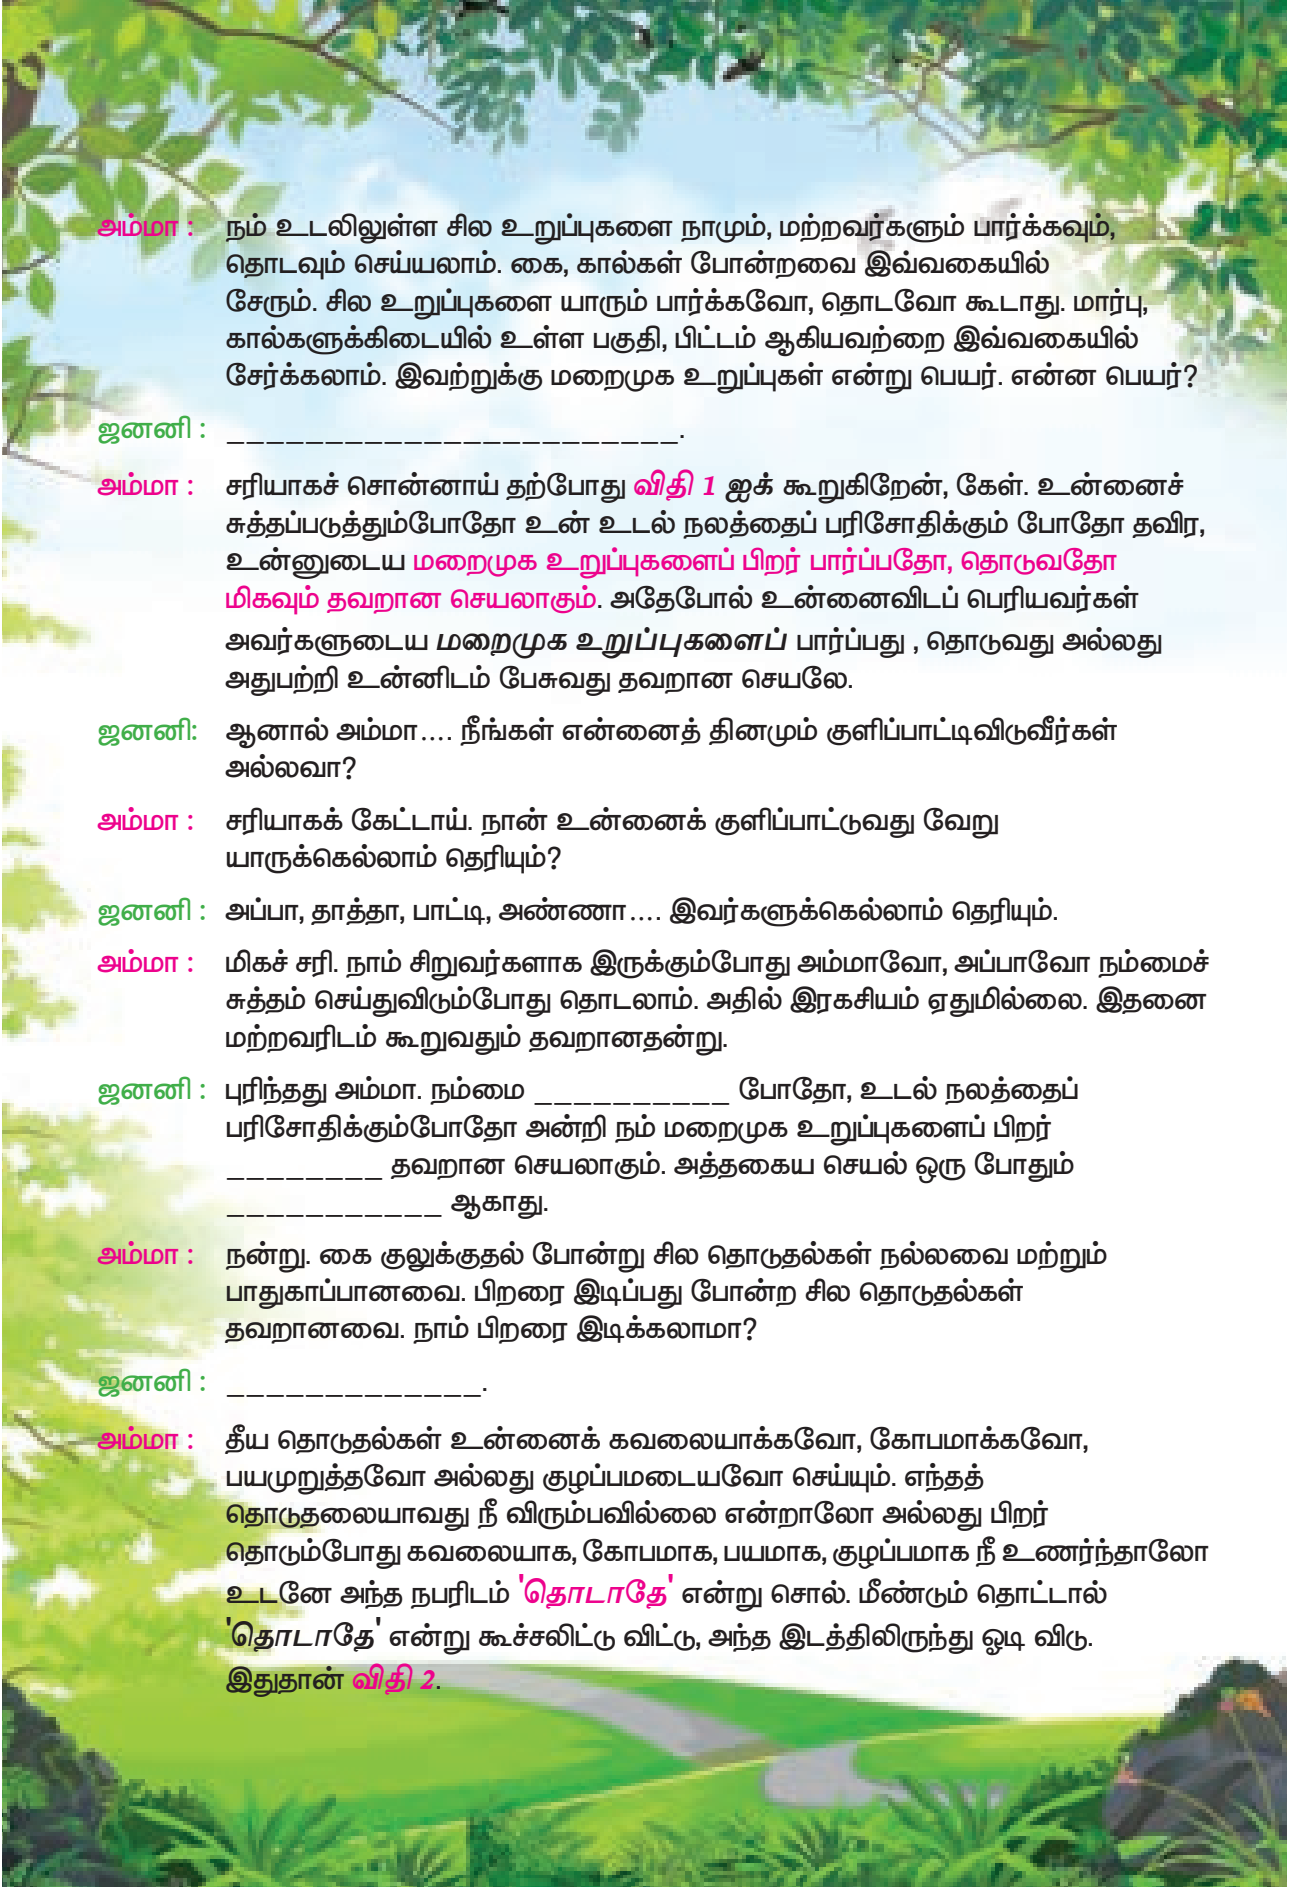 அம்மா : நம் உடலிலுள்ள சில உறுப்புகளை நாமும், மற்றவர்களும் பார்க்கவும்,
தொடவும் செய்யலாம். கை, கால்கள் போன்றவை இவ்வகையில்
சேரும். சில உறுப்புகளை யாரும் பார்க்கவோ, தொடவோ கூடாது. மார்பு,
கால்களுக்கிடையில் உள்ள பகுதி, பிட்டம் ஆகியவற்றை இவ்வகையில்
சேர்க்கலாம். இவற்றுக்கு மறைமுக உறுப்புகள் என்று பெயர். என்ன பெயர்?
ஜனனி : _______________________.
அம்மா : சரியாகச் சொன்னாய் தற்போது விதி 1 ஐக் கூறுகிறேன், கேள். உன்னைச்
சுத்தப்படுத்தும்போதோ உன் உடல் நலத்தைப் பரிசோதிக்கும் போதோ தவிர,
உன்னுடைய மறைமுக உறுப்புகளைப் பிறர் பார்ப்பதோ, தொடுவதோ
மிகவும் தவறான செயலாகும். அதேபோல் உன்னைவிடப் பெரியவர்கள்
அவர்களுடைய மறைமுக உறுப்புகளைப் பார்ப்பது , தொடுவது அல்லது
அதுபற்றி உன்னிடம் பேசுவது தவறான செயலே.
ஜனனி: ஆனால் அம்மா.... நீங்கள் என்னைத் தினமும் குளிப்பாட்டிவிடுவீர்கள்
அல்லவா?
அம்மா : சரியாகக் கேட்டாய். நான் உன்னைக் குளிப்பாட்டுவது வேறு
யாருக்கெல்லாம் தெரியும்?
ஜனனி : அப்பா, தாத்தா, பாட்டி, அண்ணா.... இவர்களுக்கெல்லாம் தெரியும்.
அம்மா : மிகச் சரி. நாம் சிறுவர்களாக இருக்கும்போது அம்மாவோ, அப்பாவோ நம்மைச்
சுத்தம் செய்துவிடும்போது தொடலாம். அதில் இரகசியம் ஏதுமில்லை. இதனை
மற்றவரிடம் கூறுவதும் தவறானதன்று.
ஜனனி : புரிந்தது அம்மா. நம்மை __________ போதோ, உடல் நலத்தைப்
பரிசோதிக்கும்போதோ அன்றி நம் மறைமுக உறுப்புகளைப் பிறர்
________ தவறான செயலாகும். அத்தகைய செயல் ஒரு போதும்
___________ ஆகாது.
அம்மா : நன்று. கை குலுக்குதல் போன்று சில தொடுதல்கள் நல்லவை மற்றும்
பாதுகாப்பானவை. பிறரை இடிப்பது போன்ற சில தொடுதல்கள்
தவறானவை. நாம் பிறரை இடிக்கலாமா?
ஜனனி : _____________.
அம்மா : தீய தொடுதல்கள் உன்னைக் கவலையாக்கவோ, கோபமாக்கவோ,
பயமுறுத்தவோ அல்லது குழப்பமடையவோ செய்யும். எந்தத்
தொடுதலையாவது நீ விரும்பவில்லை என்றாலோ அல்லது பிறர்
தொடும்போது கவலையாக, கோபமாக, பயமாக, குழப்பமாக நீ உணர்ந்தாலோ
உடனே அந்த நபரிடம் 'தொடாதே' என்று சொல். மீண்டும் தொட்டால்
'தொடாதே' என்று கூச்சலிட்டு விட்டு, அந்த இடத்திலிருந்து ஓடி விடு.
இதுதான் விதி 2.